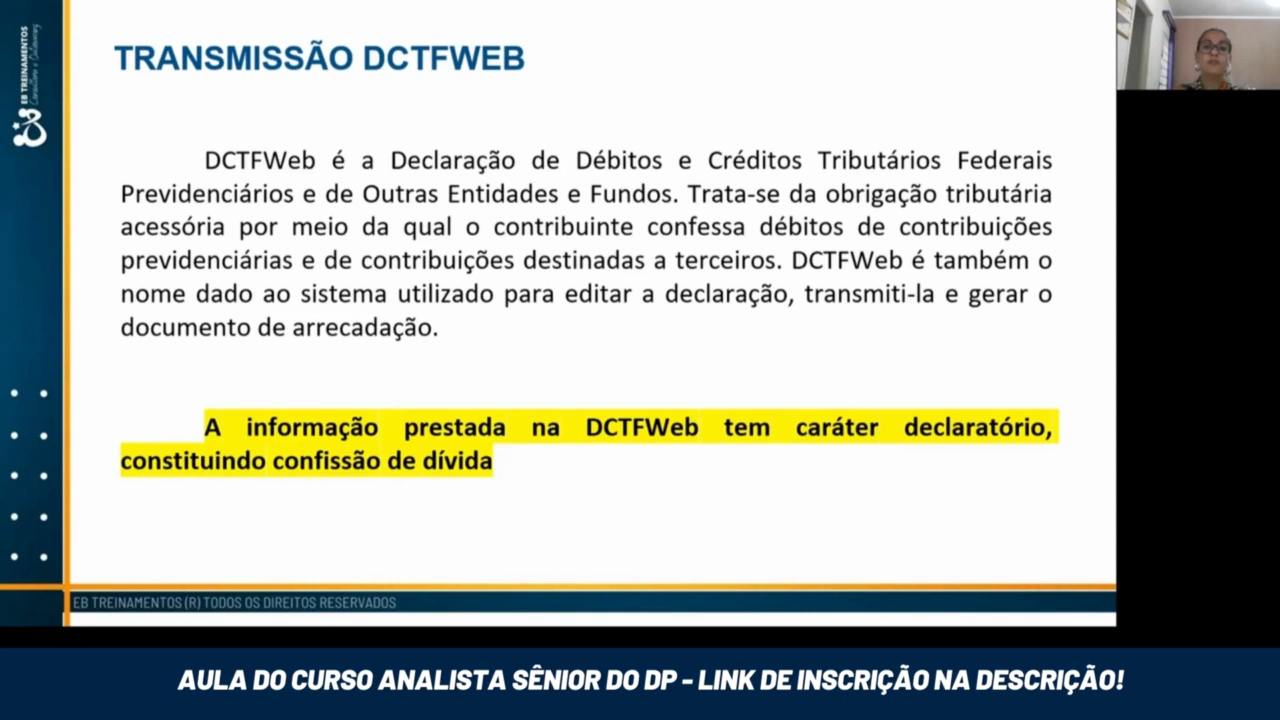 EB TREINAMENTOS
Consultoria e Outsourcing
TRANSMISSÃO DCTFWEB
DCTFWeb é a Declaração de Débitos e Créditos Tributários Federais
Previdenciários e de Outras Entidades e Fundos. Trata-se da obrigação tributária
acessória por meio da qual o contribuinte confessa débitos de contribuições
previdenciárias e de contribuições destinadas a terceiros. DCTFWeb é também o
nome dado ao sistema utilizado para editar a declaração, transmiti-la e gerar o
documento de arrecadação.
A informação prestada na DCTFWeb tem caráter declaratório,
constituindo confissão de dívida
EB TREINAMENTOS (R) TODOS OS DIREITOS RESERVADOS
AULA DO CURSO ANALISTA SÊNIOR DO DP - LINK DE INSCRIÇÃO NA DESCRIÇÃO!